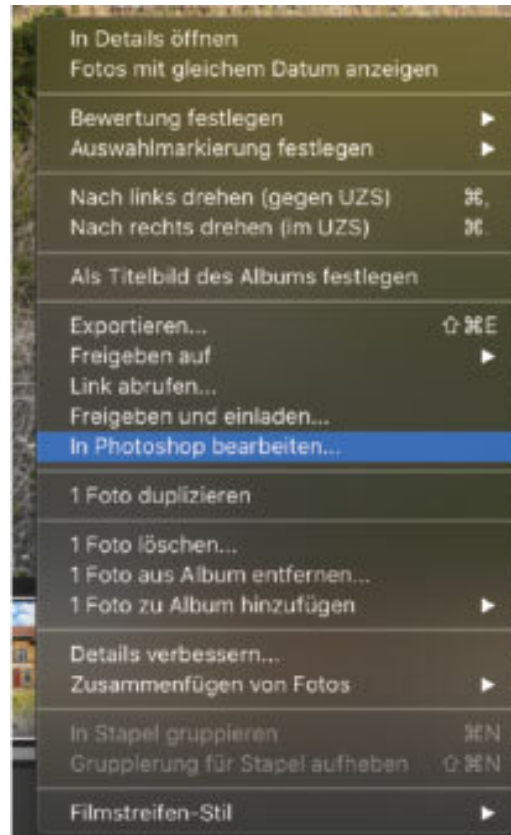 In Details öffnen
Fotos mit gleichem Datum anzeigen
Bewertung festlegen
Auswahlmarkierung festlegen
Nach links drehen (gegen UZS) ⌘,
Nach rechts drehen (im UZS) ⌘.
Als Titelbild des Albums festlegen
Exportieren... ⇧⌘E
Freigeben auf
Link abrufen...
Freigeben und einladen...
In Photoshop bearbeiten...
1 Foto duplizieren
1 Foto löschen...
1 Foto aus Album entfernen...
1 Foto zu Album hinzufügen
Details verbessern...
Zusammenfügen von Fotos
In Stapel gruppieren ⌘N
Gruppierung für Stapel aufheben ⇧⌘N
Filmstreifen-Stil